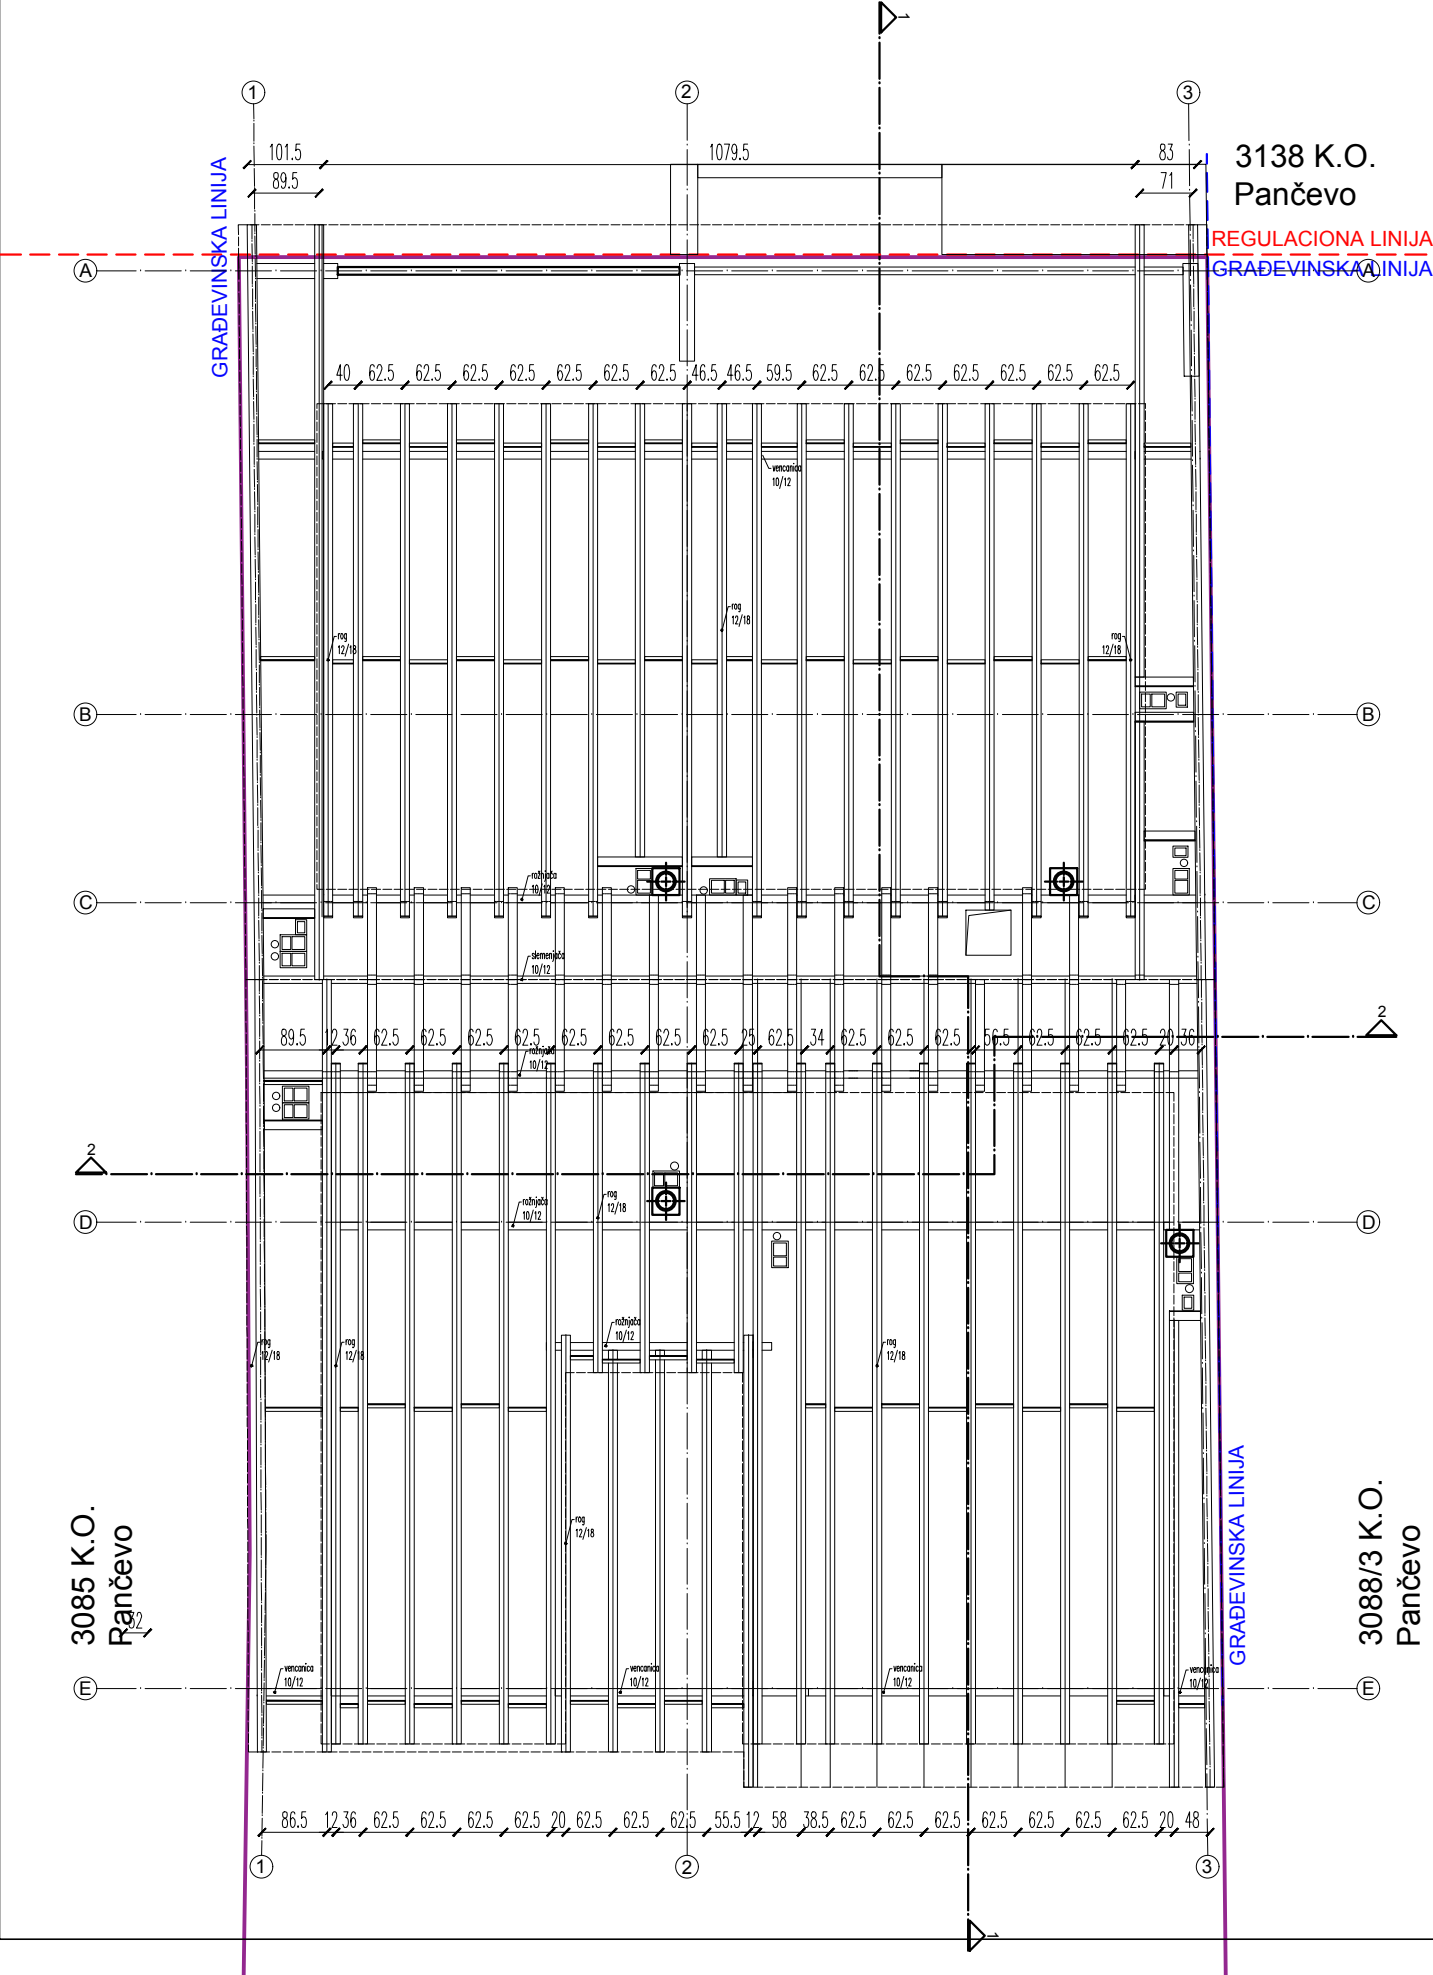 1
1 2 3
101.5 1079.5 83
89.5 71
3138 K.O.
Pančevo
GRAĐEVINSKA LINIJA
REGULACIONA LINIJA
GRAĐEVINSKA LINIJA
A A
40 62.5 62.5 62.5 62.5 62.5 62.5 62.5 46.5 46.5 59.5 62.5 62.5 62.5 62.5 62.5 62.5 62.5
vencanica
10/12
rog
12/18
rog
12/18
rog
12/18
B B
rožnjača
10/12
C C
slemenjača
10/12
2
89.5 12 36 62.5 62.5 62.5 62.5 62.5 62.5 62.5 62.5 25 62.5 34 62.5 62.5 62.5 56.5 62.5 62.5 62.5 20 36
rožnjača
10/12
2
rog
12/18
rožnjača
10/12
D D
rožnjača
10/12
rog
12/18
rog
12/18
rog
12/18
rog
12/18
GRAĐEVINSKA LINIJA
3085 K.O.
Pančevo
32
3088/3 K.O.
Pančevo
vencanica
10/12
vencanica
10/12
vencanica
10/12
vencanica
10/12
E E
86.5 12 36 62.5 62.5 62.5 62.5 20 62.5 62.5 62.5 55.5 12 58 38.5 62.5 62.5 62.5 62.5 62.5 62.5 62.5 20 48
1 2 3
1